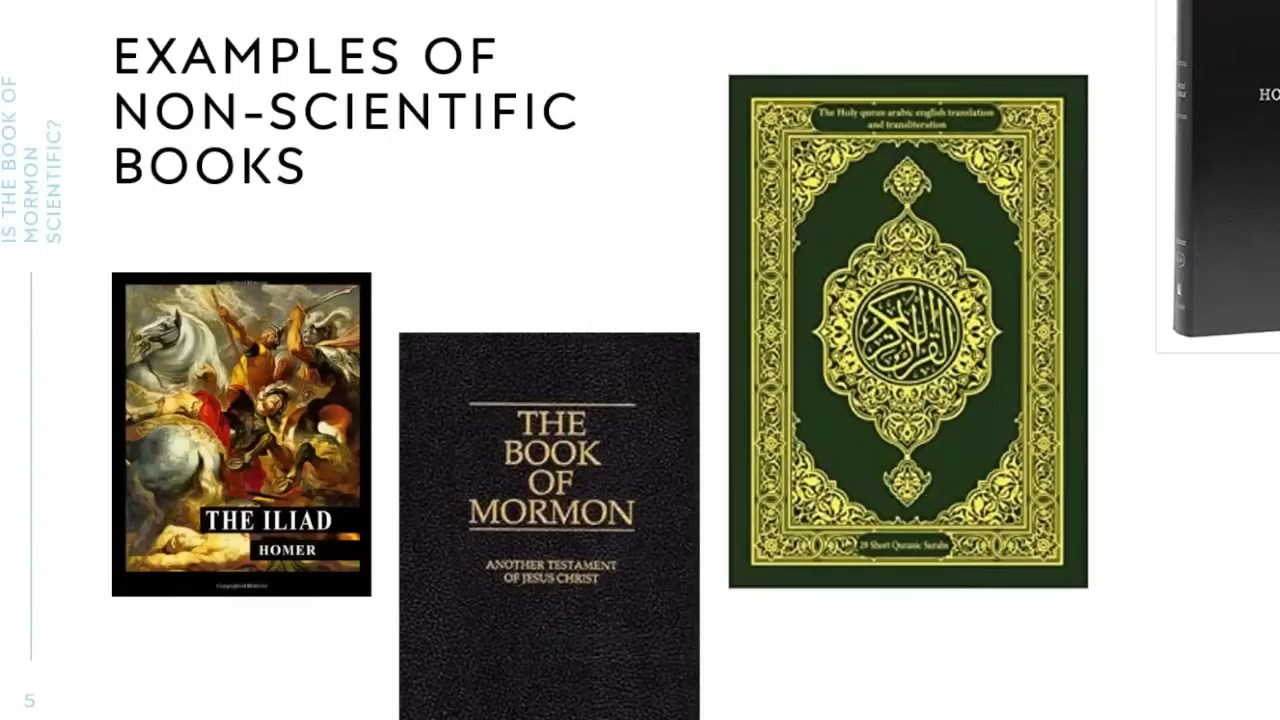 IS THE BOOK OF
MORMON
SCIENTIFIC?
EXAMPLES OF
NON-SCIENTIFIC
BOOKS
THE ILIAD
HOMER
THE
BOOK
OF
MORMON
ANOTHER TESTAMENT
OF JESUS CHRIST
The Holy quran arabic english translation
and transliteration
القرآن الكريم
29 Short Quranic Surahs
HO
5